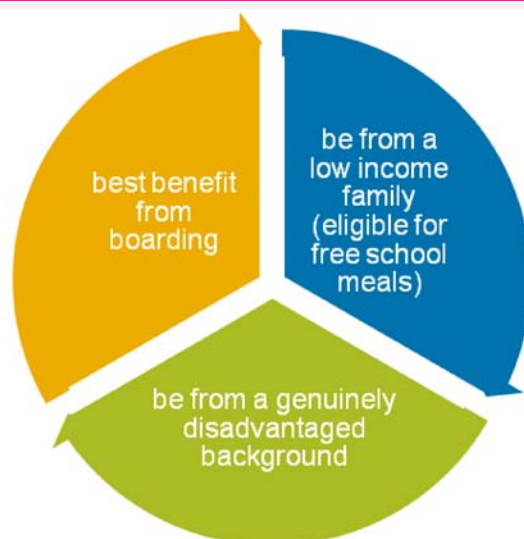 be from a
low income
family
(eligible for
free school
meals)
be from a genuinely
disadvantaged
background
best benefit
from
boarding